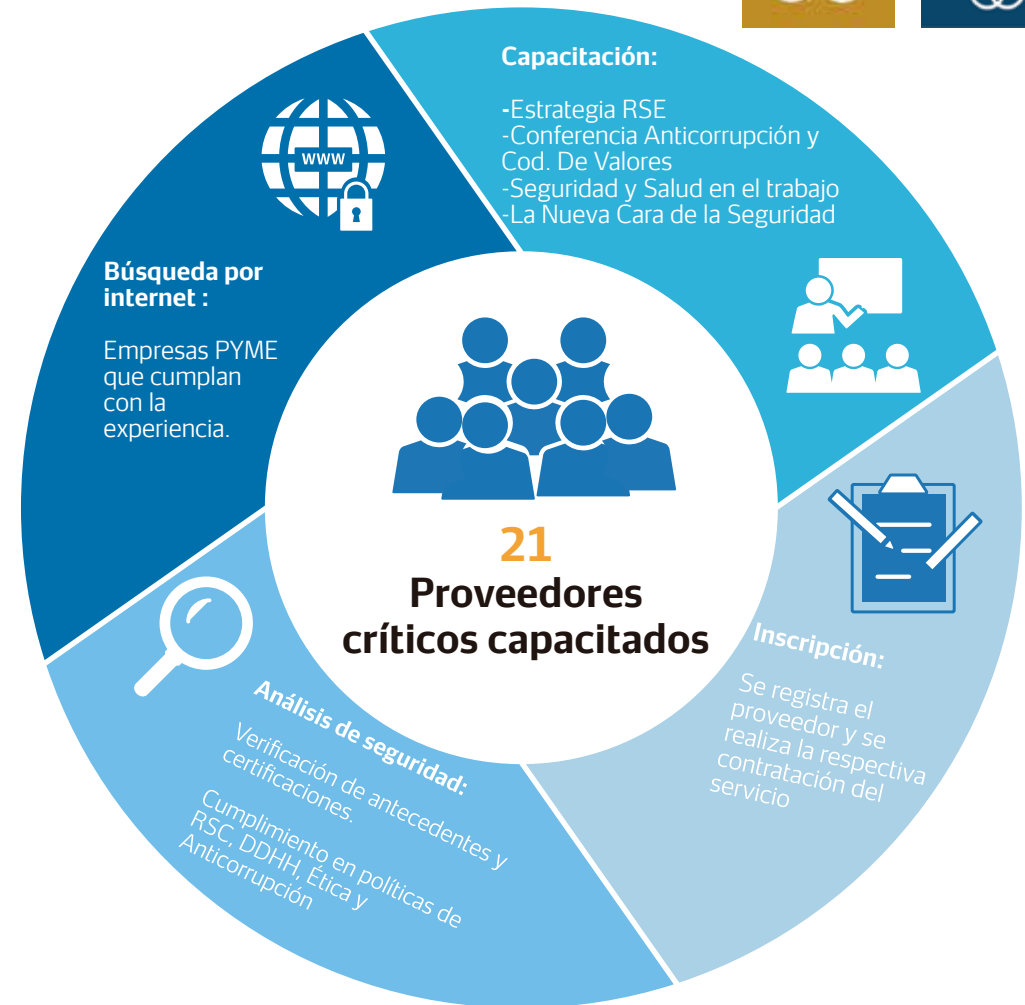 Capacitación:
-Estrategia RSE
-Conferencia Anticorrupción y
Cod. De Valores
-Seguridad y Salud en el trabajo
-La Nueva Cara de la Seguridad
WWW
Búsqueda por
internet :
Empresas PYME
que cumplan
con la
experiencia.
21
Proveedores
críticos capacitados
Inscripción:
Se registra el
proveedor y se
realiza la respectiva
contratación del
servicio
Análisis de seguridad:
Verificación de antecedentes y
certificaciones.
Cumplimiento en políticas de
RSC, DDHH, Ética y
Anticorrupción